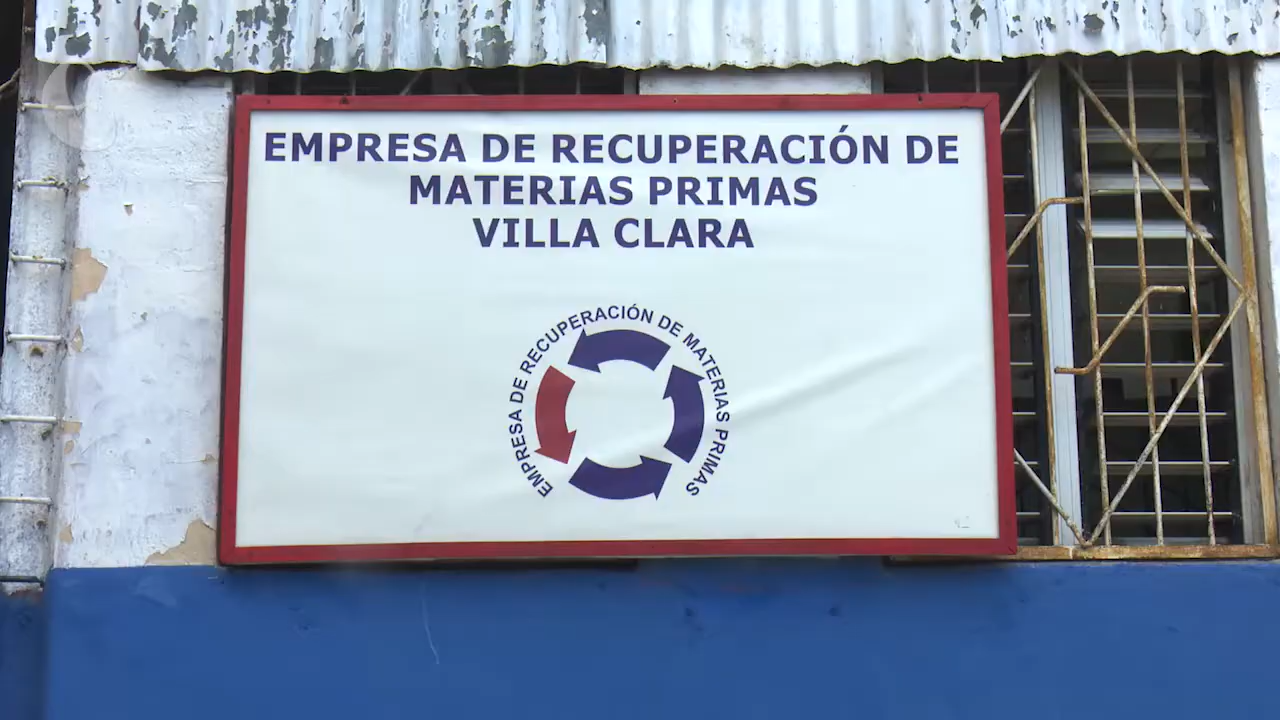 EMPRESA DE RECUPERACIÓN DE
MATERIAS PRIMAS
VILLA CLARA
EMPRESA DE RECUPERACIÓN DE MATERIAS PRIMAS